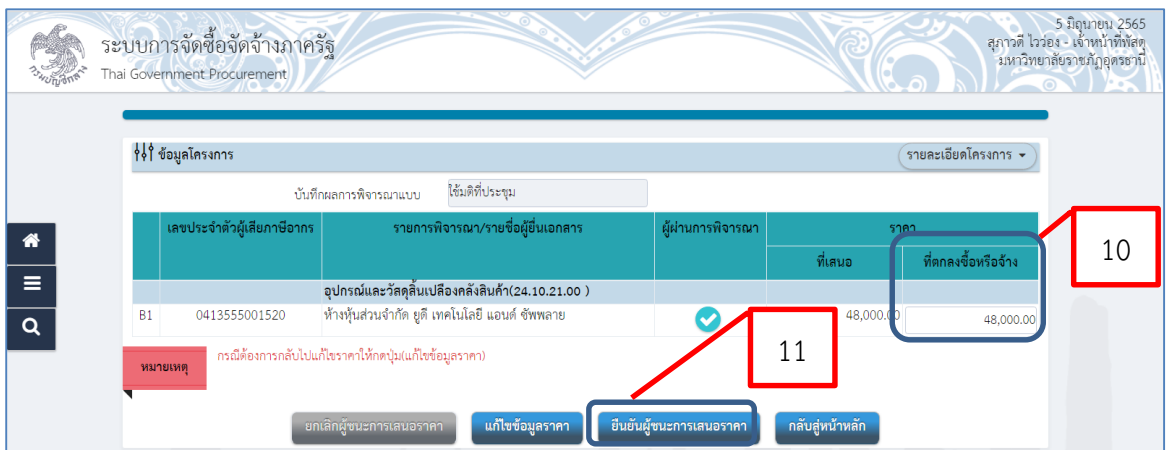 5 มิถุนายน 2565
สุภาวดี ไวว่อง - เจ้าหน้าที่พัสดุ
มหาวิทยาลัยราชภัฏอุดรธานี
ระบบการจัดซื้อจัดจ้างภาครัฐ
Thai Government Procurement
กรมบัญชีกลาง
ข้อมูลโครงการ
รายละเอียดโครงการ
บันทึกผลการพิจารณาแบบ ใช้มติที่ประชุม
เลขประจำตัวผู้เสียภาษีอากร รายการพิจารณา/รายชื่อผู้ยื่นเอกสาร ผู้ผ่านการพิจารณา ราคา
ที่เสนอ ที่ตกลงซื้อหรือจ้าง
10
อุปกรณ์และวัสดุสิ้นเปลืองคลังสินค้า(24.10.21.00 )
B1 0413555001520 ห้างหุ้นส่วนจำกัด ยูดี เทคโนโลยี แอนด์ ซัพพลาย 48,000.00 48,000.00
11
หมายเหตุ กรณีต้องการกลับไปแก้ไขราคาให้กดปุ่ม(แก้ไขข้อมูลราคา)
ยกเลิกผู้ชนะการเสนอราคา แก้ไขข้อมูลราคา ยืนยันผู้ชนะการเสนอราคา กลับสู่หน้าหลัก